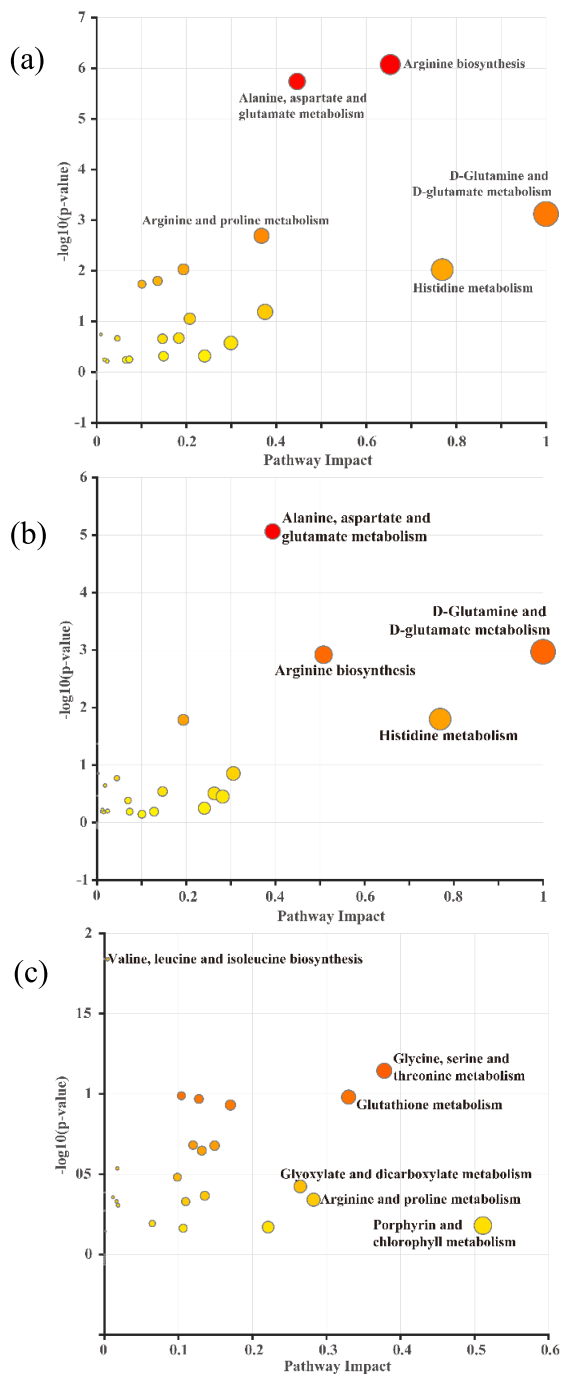 (a)
7
6
5
4
3
2
1
0
-1
-log10(p-value)
Arginine biosynthesis
Alanine, aspartate and
glutamate metabolism
D-Glutamine and
D-glutamate metabolism
Arginine and proline metabolism
Histidine metabolism
0
0.2
0.4
0.6
0.8
1
Pathway Impact
(b)
6
5
4
3
2
1
0
-1
-log10(p-value)
Alanine, aspartate and
glutamate metabolism
D-Glutamine and
D-glutamate metabolism
Arginine biosynthesis
Histidine metabolism
0
0.2
0.4
0.6
0.8
1
Pathway Impact
(c)
2
15
1
05
0
-log10(p-value)
Valine, leucine and isoleucine biosynthesis
Glycine, serine and
threonine metabolism
Glutathione metabolism
Glyoxylate and dicarboxylate metabolism
Arginine and proline metabolism
Porphyrin and
chlorophyll metabolism
0
0.1
0.2
0.3
0.4
0.5
0.6
Pathway Impact